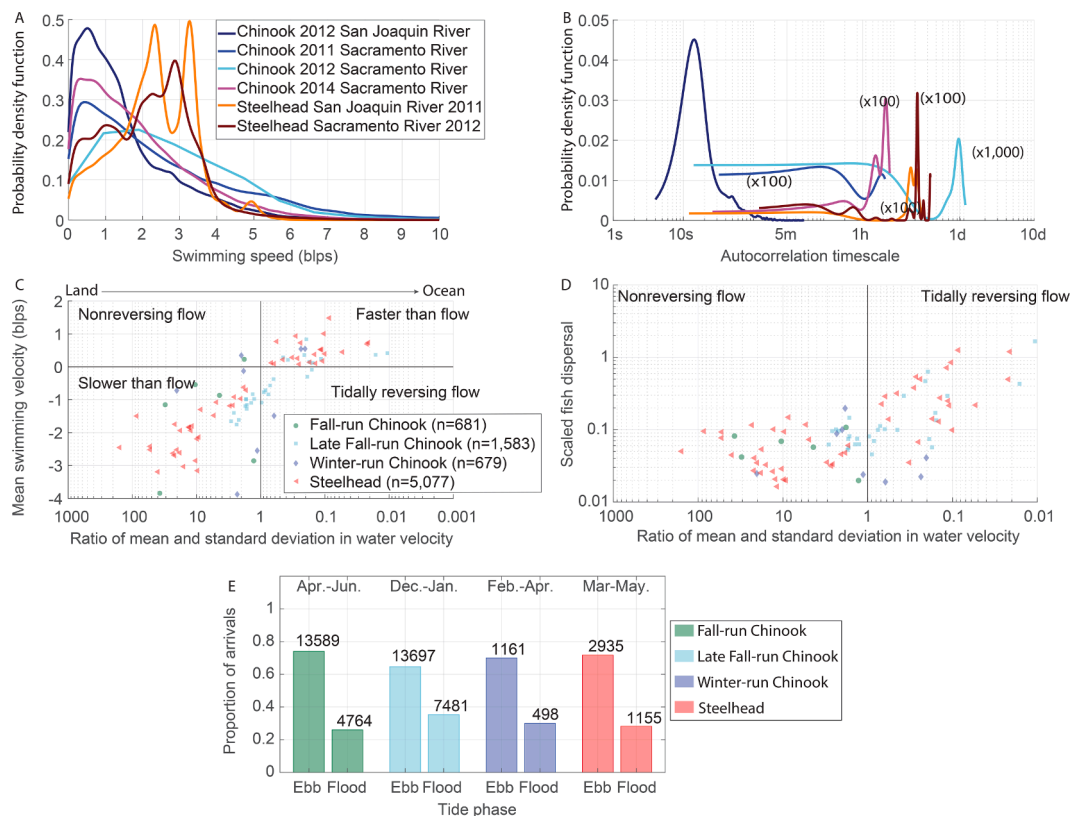 A
Probability density function
0.5
0.4
0.3
0.2
0.1
0
0 1 2 3 4 5 6 7 8 9 10
Swimming speed (blps)
Chinook 2012 San Joaquin River
Chinook 2011 Sacramento River
Chinook 2012 Sacramento River
Chinook 2014 Sacramento River
Steelhead San Joaquin River 2011
Steelhead Sacramento River 2012
B
Probability density function
0.05
0.04
0.03
0.02
0.01
0
(x100)
(x100)
(x100)
(x100)
(x1,000)
1s 10s 5m 1h 1d 10d
Autocorrelation timescale
C
Land Ocean
Mean swimming velocity (blps)
2
1
0
-1
-2
-3
-4
Nonreversing flow
Faster than flow
Slower than flow
Tidally reversing flow
Fall-run Chinook (n=681)
Late Fall-run Chinook (n=1,583)
Winter-run Chinook (n=679)
Steelhead (n=5,077)
1000 100 10 1 0.1 0.01 0.001
Ratio of mean and standard deviation in water velocity
D
Scaled fish dispersal
10
1
0.1
0.01
Nonreversing flow
Tidally reversing flow
1000 100 10 1 0.1 0.01
Ratio of mean and standard deviation in water velocity
E
Proportion of arrivals
1
0.8
0.6
0.4
0.2
0
Apr.-Jun. Dec.-Jan. Feb.-Apr. Mar-May.
13589
4764
13697
7481
1161
498
2935
1155
Ebb Flood Ebb Flood Ebb Flood Ebb Flood
Tide phase
Fall-run Chinook
Late Fall-run Chinook
Winter-run Chinook
Steelhead